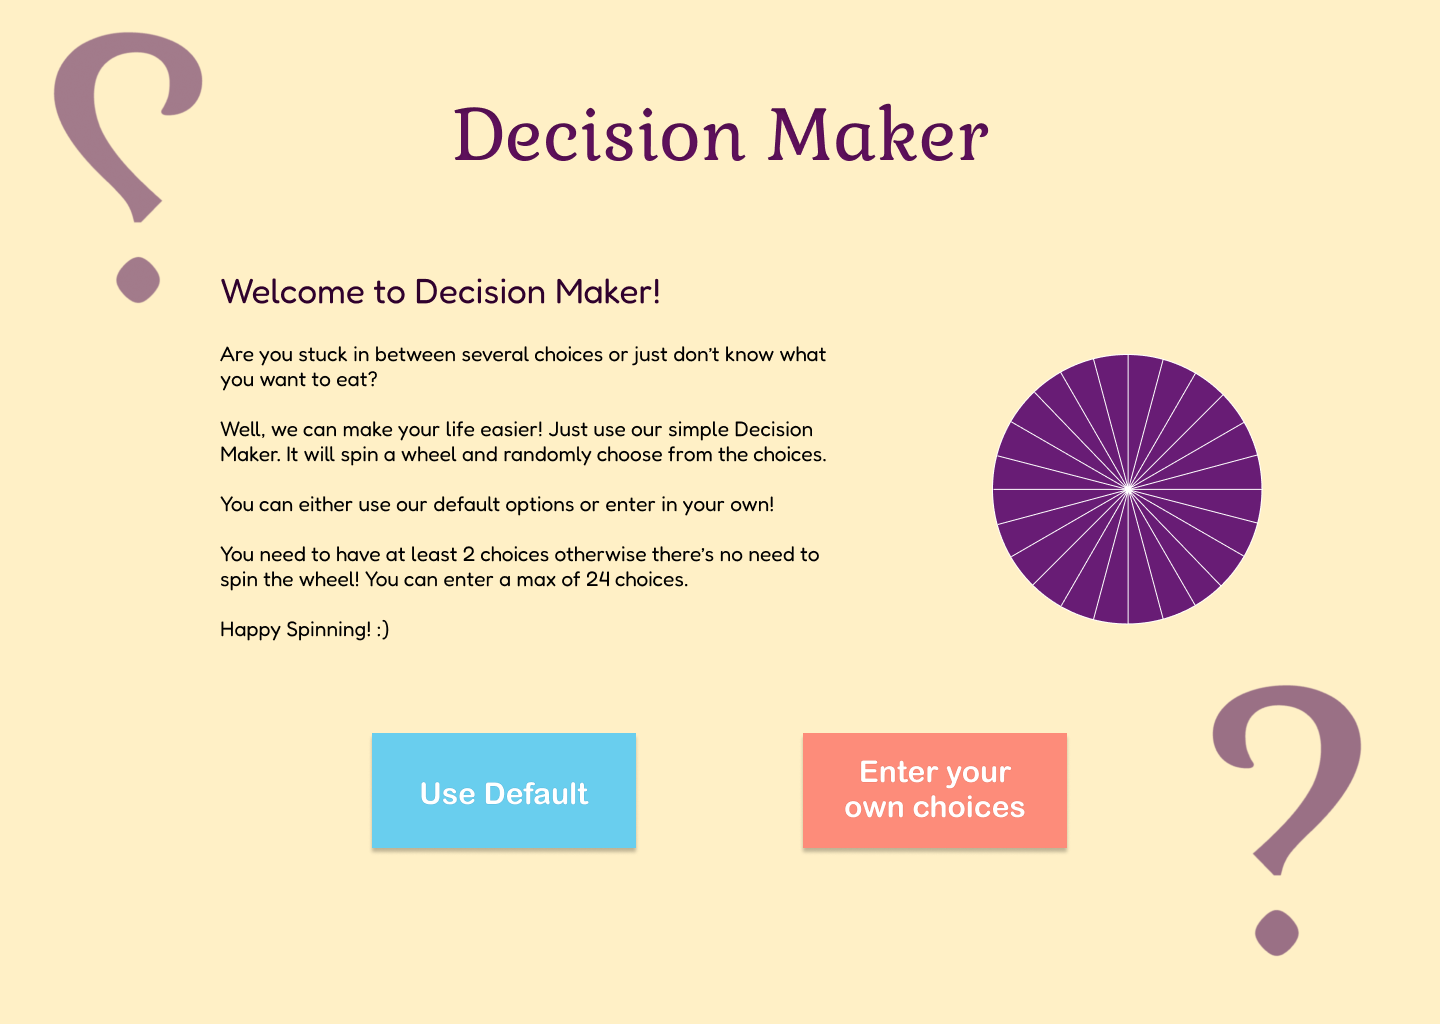 Decision Maker
Welcome to Decision Maker!
Are you stuck in between several choices or just don’t know what
you want to eat?
Well, we can make your life easier! Just use our simple Decision
Maker. It will spin a wheel and randomly choose from the choices.
You can either use our default options or enter in your own!
You need to have at least 2 choices otherwise there’s no need to
spin the wheel! You can enter a max of 24 choices.
Happy Spinning! :)
Use Default
Enter your
own choices